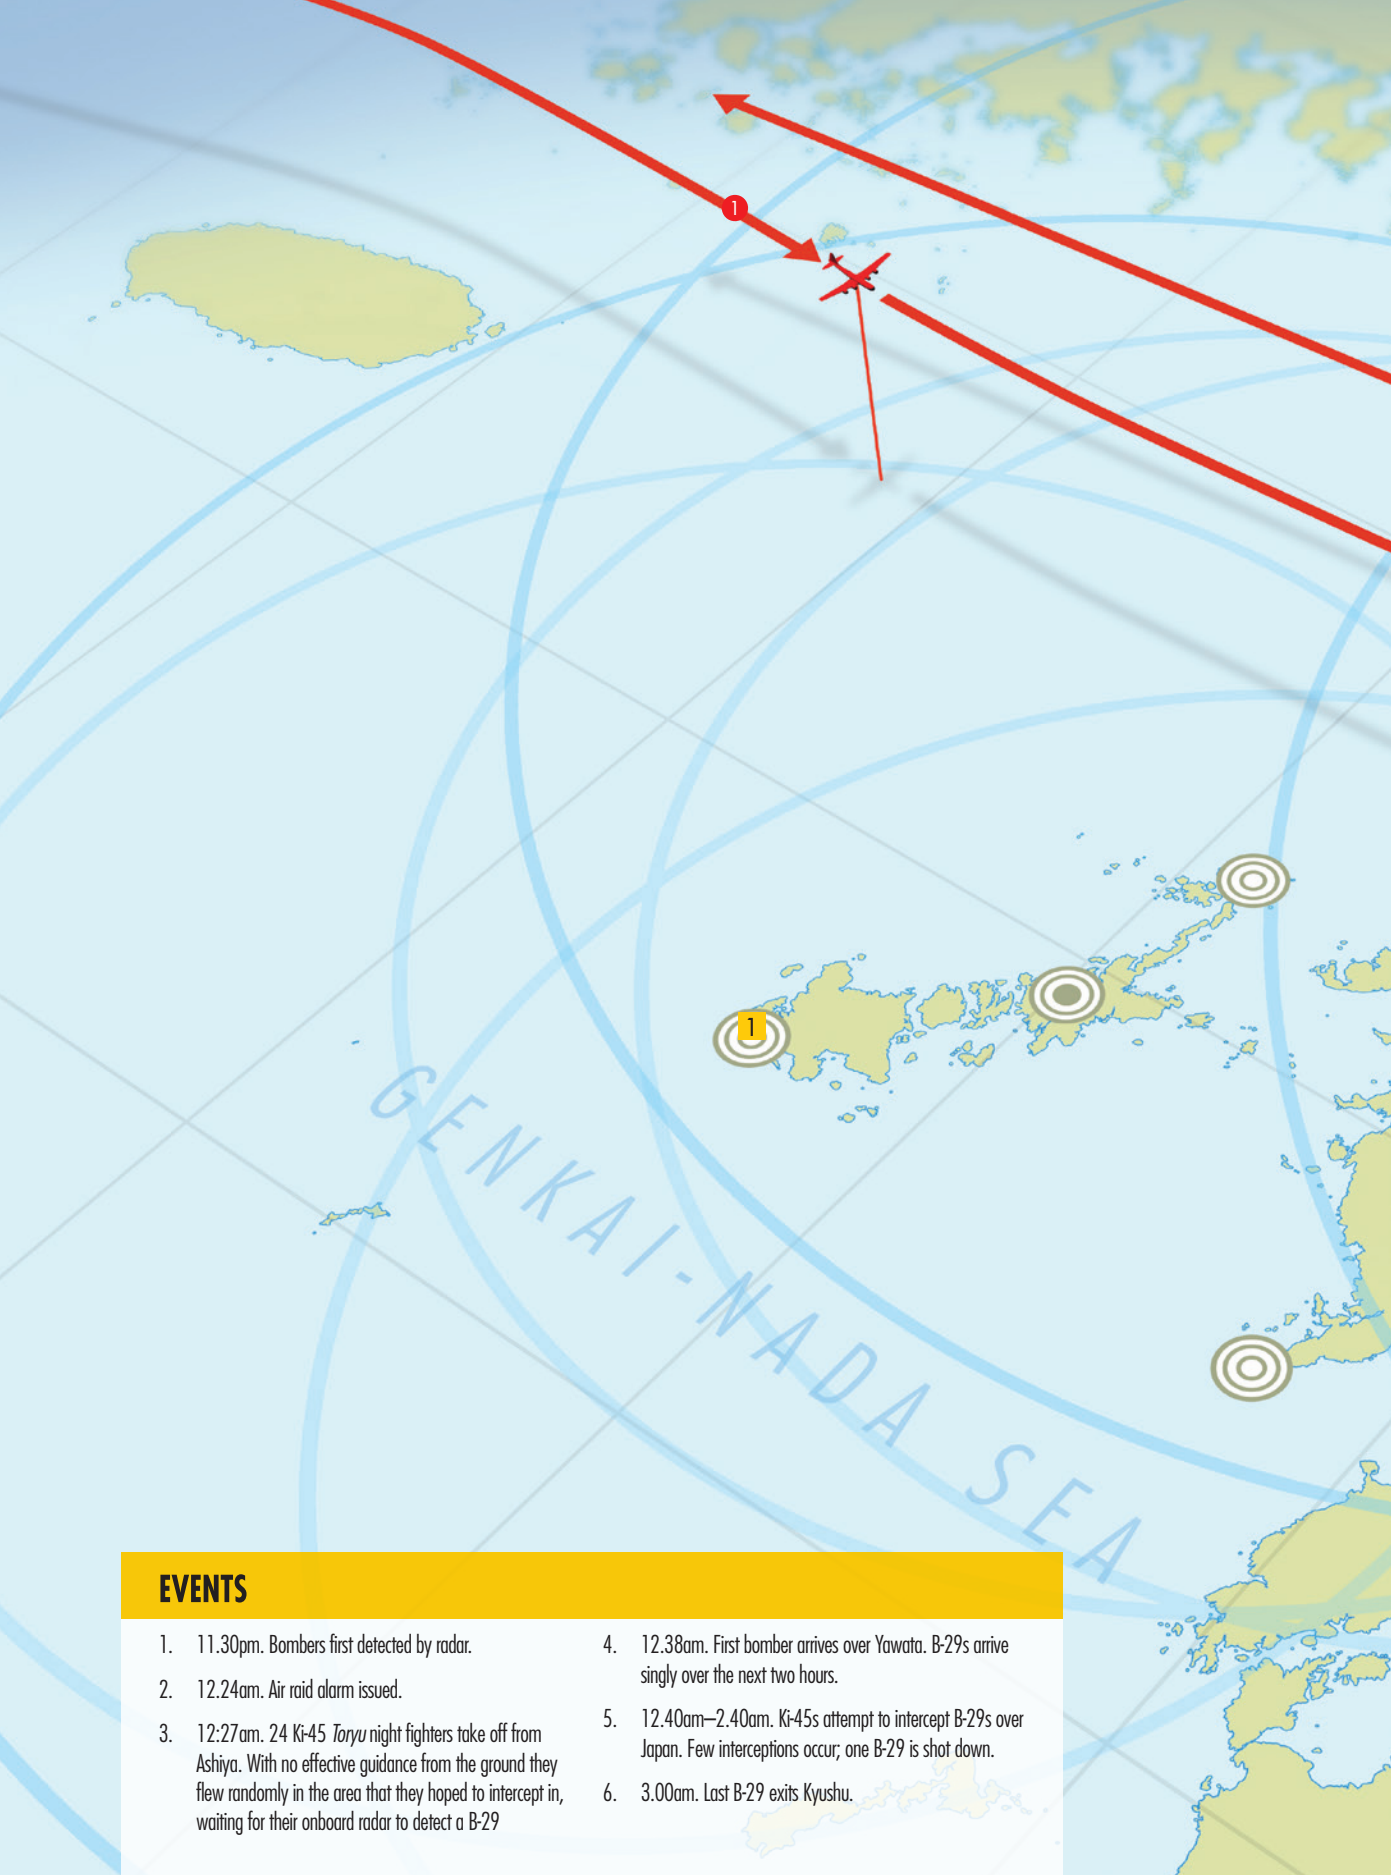 1
1
GENKAI-NADA SEA
EVENTS
1. 11.30pm. Bombers first detected by radar.
2. 12.24am. Air raid alarm issued.
3. 12:27am. 24 Ki-45 Toryu night fighters take off from
Ashiya. With no effective guidance from the ground they
flew randomly in the area that they hoped to intercept in,
waiting for their onboard radar to detect a B-29
4. 12.38am. First bomber arrives over Yawata. B-29s arrive
singly over the next two hours.
5. 12.40am–2.40am. Ki-45s attempt to intercept B-29s over
Japan. Few interceptions occur; one B-29 is shot down.
6. 3.00am. Last B-29 exits Kyushu.